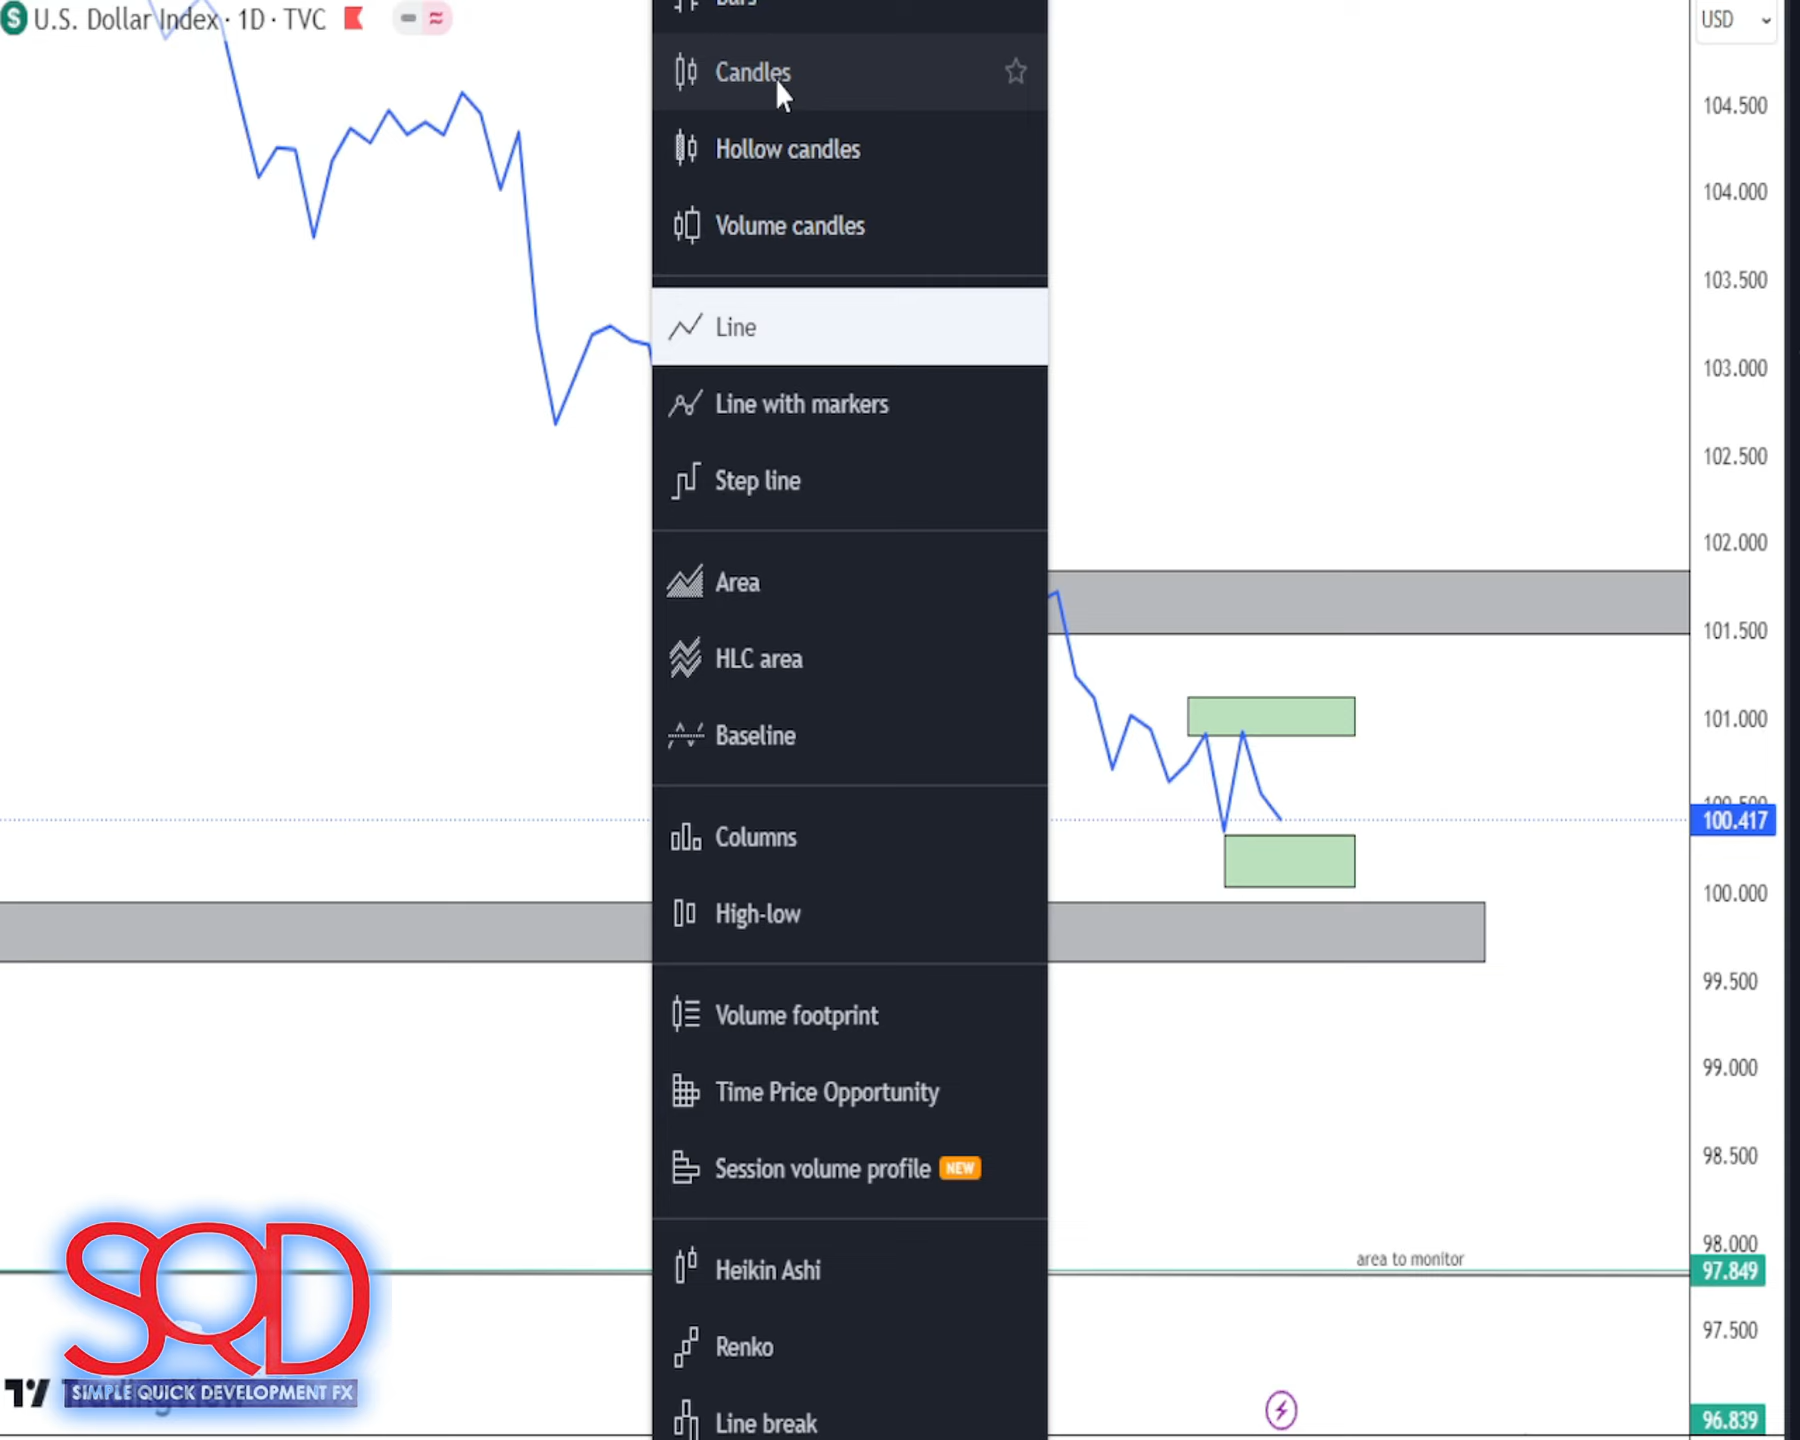 U.S. Dollar Index · 1D · TVC
USD
Bars
Candles
Hollow candles
Volume candles
Line
Line with markers
Step line
Area
HLC area
Baseline
Columns
High-low
Volume footprint
Time Price Opportunity
Session volume profile NEW
Heikin Ashi
Renko
Line break
104.500
104.000
103.500
103.000
102.500
102.000
101.500
101.000
100.500
100.417
100.000
99.500
99.000
98.500
98.000
area to monitor
97.849
97.500
96.839
SQD
SIMPLE QUICK DEVELOPMENT FX
TradingView